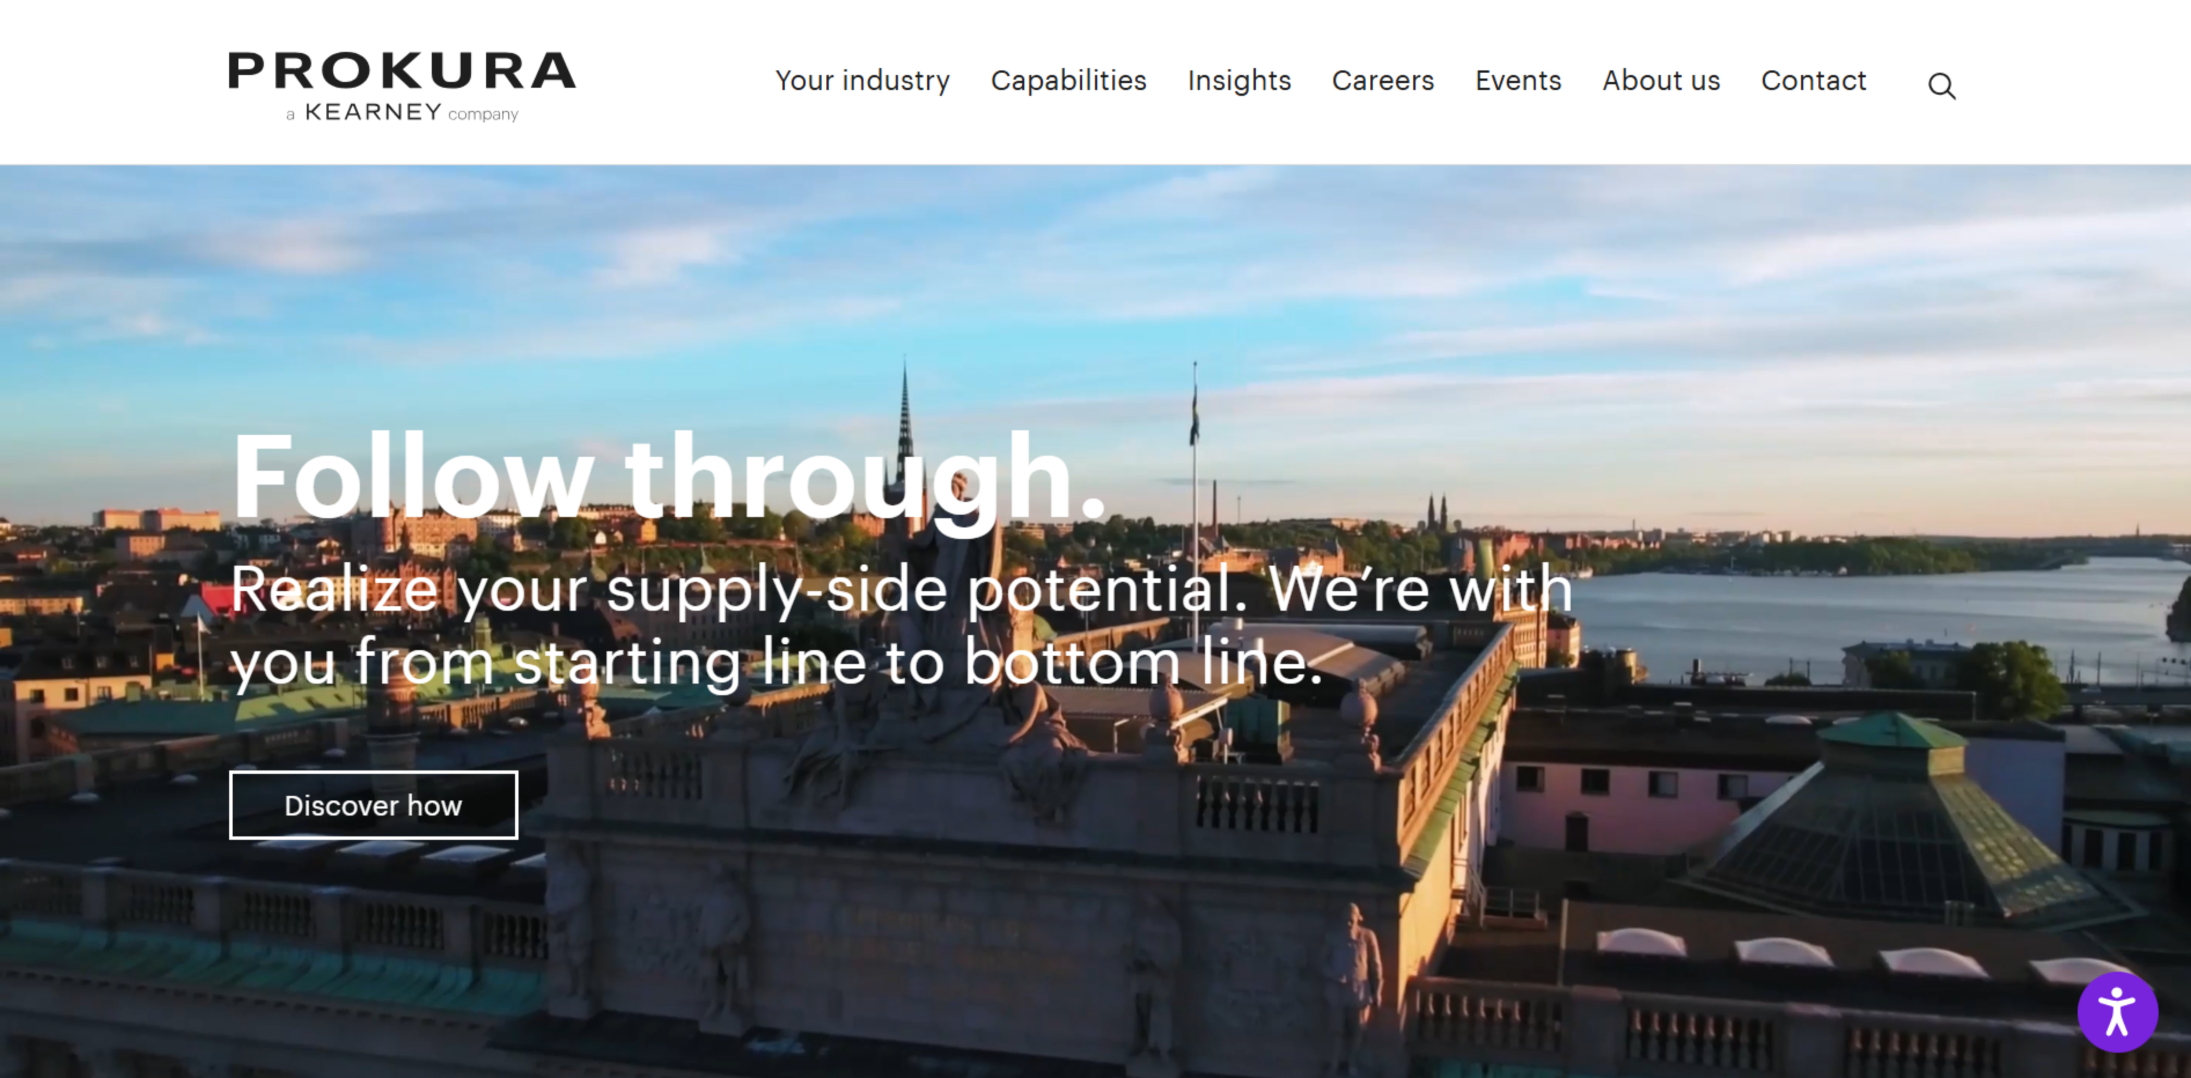 PROKURA
a KEARNEY company
Your industry Capabilities Insights Careers Events About us Contact
Follow through.
Realize your supply-side potential. We’re with
you from starting line to bottom line.
Discover how